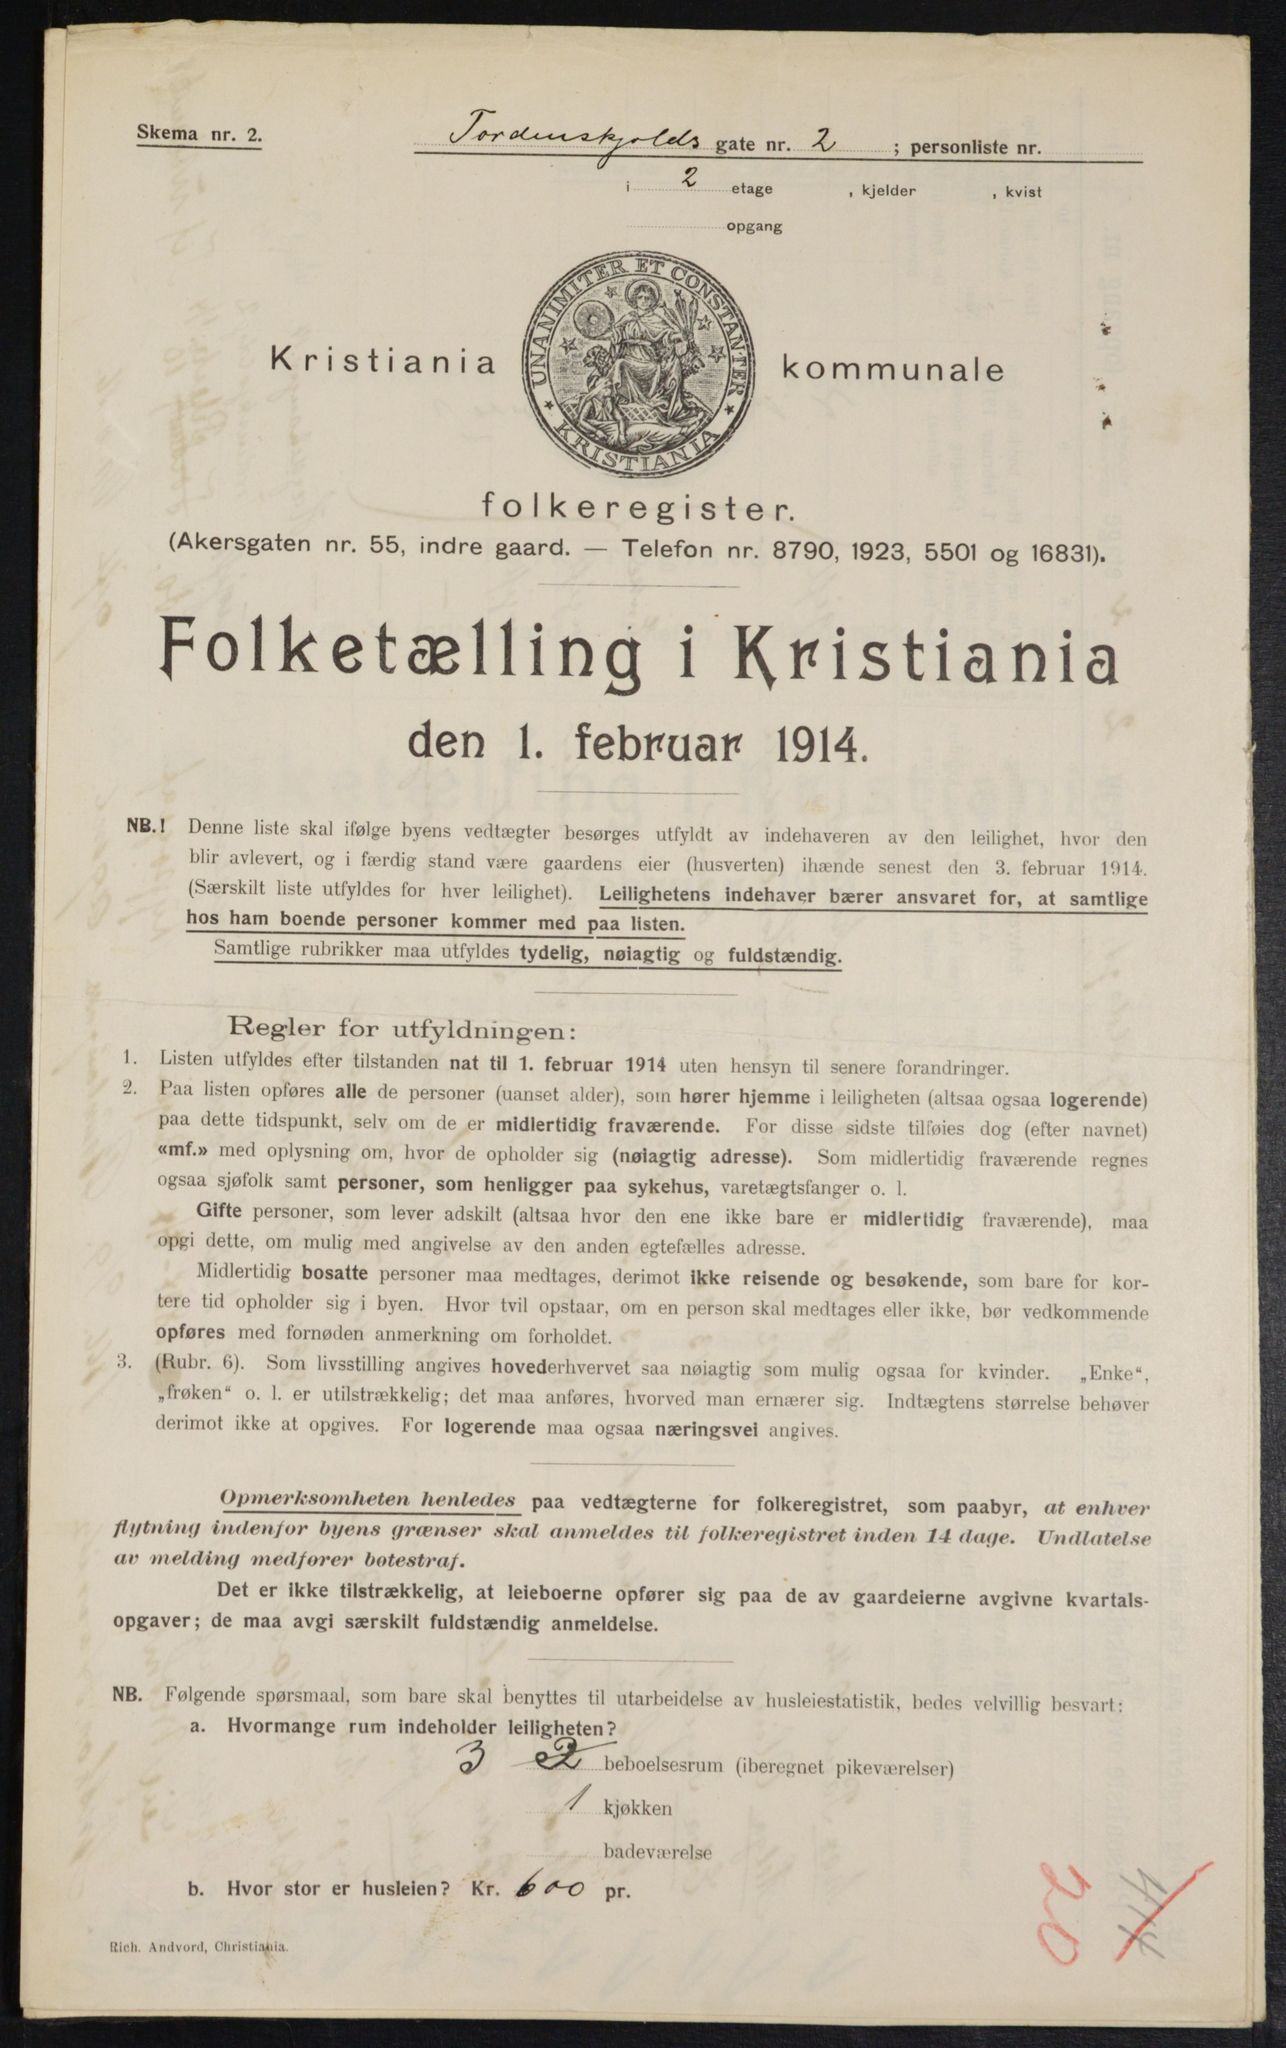 Skema nr. 2.
Tordenskjolds gate nr. 2 ; personliste nr.
i 2 etage , kjelder , kvist
opgang
UNANIMITER ET CONSTANTER
KRISTIANIA
Kristiania kommunale
folkeregister.
(Akersgaten nr. 55, indre gaard. — Telefon nr. 8790, 1923, 5501 og 16831).
Folketælling i Kristiania
den 1. februar 1914.
NB.! Denne liste skal ifølge byens vedtægter besørges utfyldt av indehaveren av den leilighet, hvor den
blir avlevert, og i færdig stand være gaardens eier (husverten) ihænde senest den 3. februar 1914.
(Særskilt liste utfyldes for hver leilighet). Leilighetens indehaver bærer ansvaret for, at samtlige
hos ham boende personer kommer med paa listen.
Samtlige rubrikker maa utfyldes tydelig, nøiagtig og fuldstændig.
Regler for utfyldningen:
1. Listen utfyldes efter tilstanden nat til 1. februar 1914 uten hensyn til senere forandringer.
2. Paa listen opføres alle de personer (uanset alder), som hører hjemme i leiligheten (altsaa ogsaa logerende)
paa dette tidspunkt, selv om de er midlertidig fraværende. For disse sidste tilføies dog (efter navnet)
«mf.» med oplysning om, hvor de opholder sig (nøiagtig adresse). Som midlertidig fraværende regnes
ogsaa sjøfolk samt personer, som henligger paa sykehus, varetægtsfanger o. l.
Gifte personer, som lever adskilt (altsaa hvor den ene ikke bare er midlertidig fraværende), maa
opgi dette, om mulig med angivelse av den anden egtefælles adresse.
Midlertidig bosatte personer maa medtages, derimot ikke reisende og besøkende, som bare for kor-
tere tid opholder sig i byen. Hvor tvil opstaar, om en person skal medtages eller ikke, bør vedkommende
opføres med fornøden anmerkning om forholdet.
3. (Rubr. 6). Som livsstilling angives hovederhvervet saa nøiagtig som mulig ogsaa for kvinder. „Enke“,
„frøken“ o. l. er utilstrækkelig; det maa anføres, hvorved man ernærer sig. Indtægtens størrelse behøver
derimot ikke at opgives. For logerende maa ogsaa næringsvei angives.
Opmerksomheten henledes paa vedtægterne for folkeregistret, som paabyr, at enhver
flytning indenfor byens grænser skal anmeldes til folkeregistret inden 14 dage. Undlatelse
av melding medfører bøtestraf.
Det er ikke tilstrækkelig, at leieboerne opfører sig paa de av gaardeierne avgivne kvartals-
opgaver; de maa avgi særskilt fuldstændig anmeldelse.
NB. Følgende spørsmaal, som bare skal benyttes til utarbeidelse av husleiestatistik, bedes velvillig besvart:
a. Hvormange rum indeholder leiligheten?
3 2 beboelsesrum (iberegnet pikeværelser)
1 kjøkken
badeværelse
b. Hvor stor er husleien? Kr. 600 pr.
20
Rich. Andvord, Christiania.